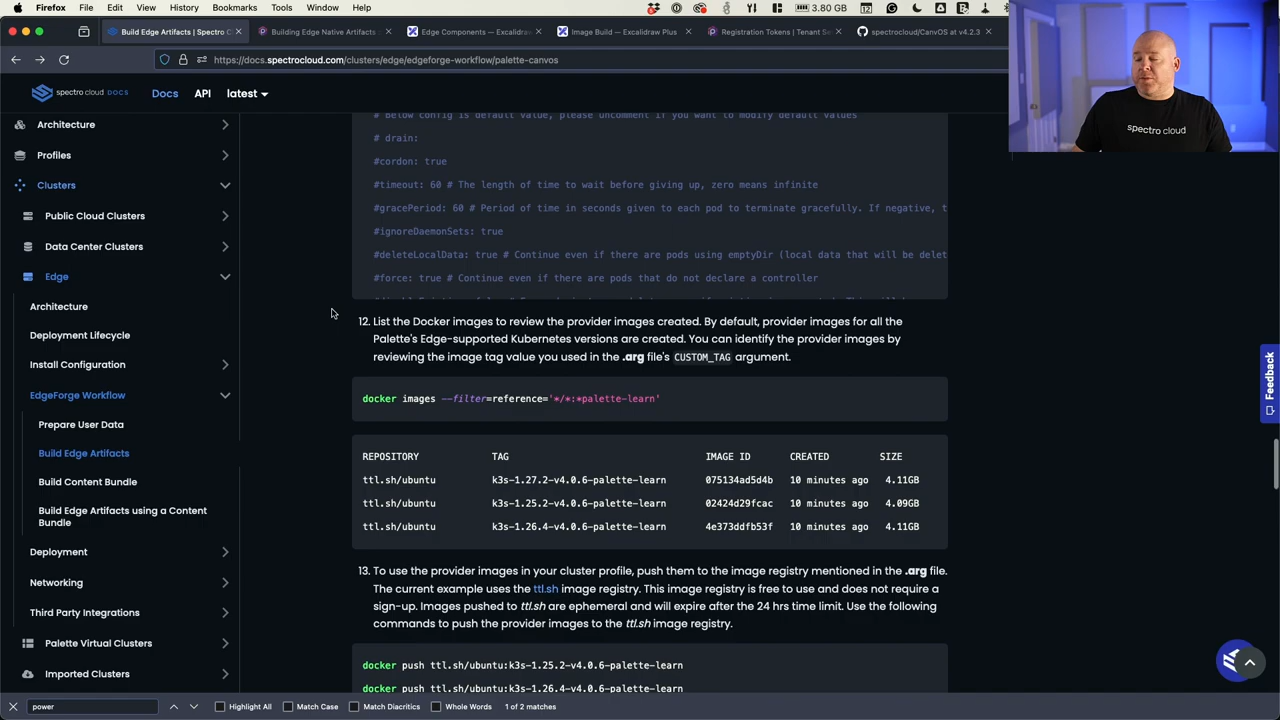 Firefox File Edit View History Bookmarks Tools Window Help
3.80 GB
Build Edge Artifacts | Spectro C
Building Edge Native Artifacts
Edge Components — Excalidraw
Image Build — Excalidraw Plus
Registration Tokens | Tenant Se
spectrocloud/CanvOS at v4.2.3
https://docs.spectrocloud.com/clusters/edge/edgeforge-workflow/palette-canvos
spectro cloud DOCS
Docs API latest
Architecture
Profiles
Clusters
Public Cloud Clusters
Data Center Clusters
Edge
Architecture
Deployment Lifecycle
Install Configuration
EdgeForge Workflow
Prepare User Data
Build Edge Artifacts
Build Content Bundle
Build Edge Artifacts using a Content
Bundle
Deployment
Networking
Third Party Integrations
Palette Virtual Clusters
Imported Clusters
# Below config is default value, please uncomment if you want to modify default values
# drain:
#cordon: true
#timeout: 60 # The length of time to wait before giving up, zero means infinite
#gracePeriod: 60 # Period of time in seconds given to each pod to terminate gracefully. If negative, t
#ignoreDaemonSets: true
#deleteLocalData: true # Continue even if there are pods using emptyDir (local data that will be delet
#force: true # Continue even if there are pods that do not declare a controller
12. List the Docker images to review the provider images created. By default, provider images for all the
Palette's Edge-supported Kubernetes versions are created. You can identify the provider images by
reviewing the image tag value you used in the .arg file's CUSTOM_TAG argument.
docker images --filter=reference='*/*:*palette-learn'
REPOSITORY TAG IMAGE ID CREATED SIZE
ttl.sh/ubuntu k3s-1.27.2-v4.0.6-palette-learn 075134ad5d4b 10 minutes ago 4.11GB
ttl.sh/ubuntu k3s-1.25.2-v4.0.6-palette-learn 02424d29fcac 10 minutes ago 4.09GB
ttl.sh/ubuntu k3s-1.26.4-v4.0.6-palette-learn 4e373ddfb53f 10 minutes ago 4.11GB
13. To use the provider images in your cluster profile, push them to the image registry mentioned in the .arg file.
The current example uses the ttl.sh image registry. This image registry is free to use and does not require a
sign-up. Images pushed to ttl.sh are ephemeral and will expire after the 24 hrs time limit. Use the following
commands to push the provider images to the ttl.sh image registry.
docker push ttl.sh/ubuntu:k3s-1.25.2-v4.0.6-palette-learn
docker push ttl.sh/ubuntu:k3s-1.26.4-v4.0.6-palette-learn
Feedback
spectro cloud
power
Highlight All Match Case Match Diacritics Whole Words 1 of 2 matches